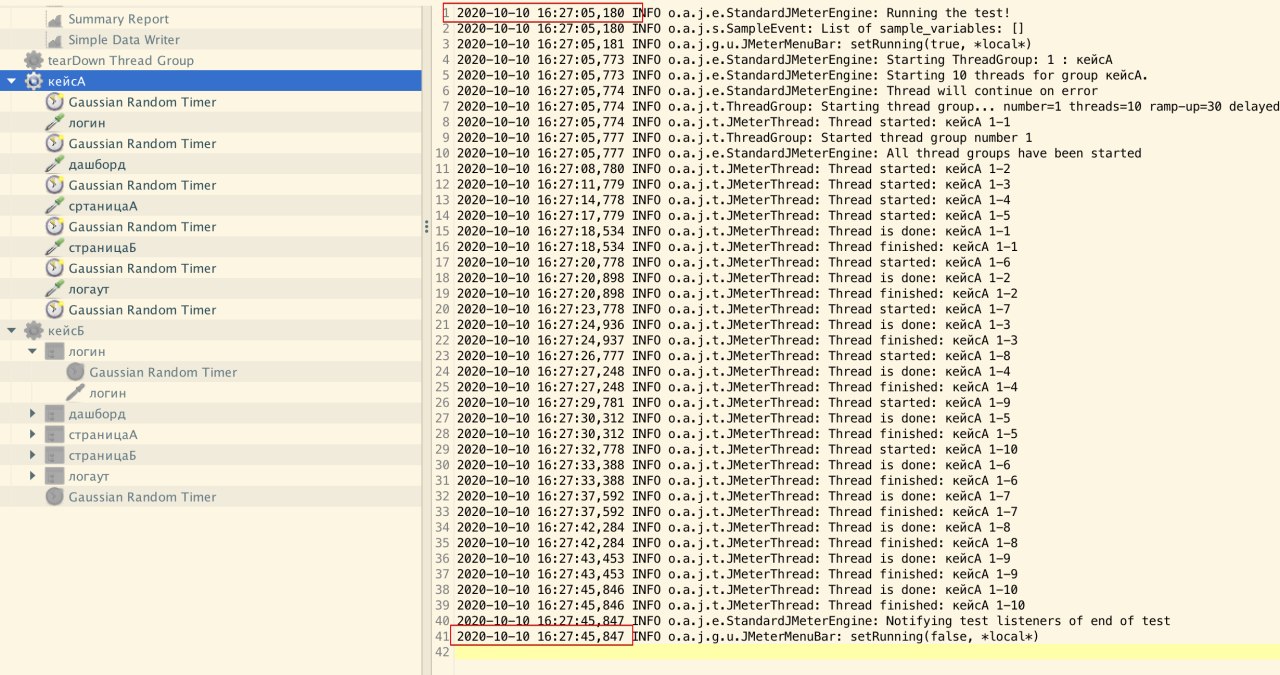 Summary Report
Simple Data Writer
tearDown Thread Group
кейсА
Gaussian Random Timer
логин
Gaussian Random Timer
дашборд
Gaussian Random Timer
сртаницаА
Gaussian Random Timer
страницаБ
Gaussian Random Timer
логаут
Gaussian Random Timer
кейсБ
логин
Gaussian Random Timer
логин
дашборд
страницаА
страницаБ
логаут
Gaussian Random Timer
1 2020-10-10 16:27:05,180 INFO o.a.j.e.StandardJMeterEngine: Running the test!
2 2020-10-10 16:27:05,180 INFO o.a.j.s.SampleEvent: List of sample_variables: []
3 2020-10-10 16:27:05,181 INFO o.a.j.g.u.JMeterMenuBar: setRunning(true, *local*)
4 2020-10-10 16:27:05,773 INFO o.a.j.e.StandardJMeterEngine: Starting ThreadGroup: 1 : кейсА
5 2020-10-10 16:27:05,773 INFO o.a.j.e.StandardJMeterEngine: Starting 10 threads for group кейсА.
6 2020-10-10 16:27:05,774 INFO o.a.j.e.StandardJMeterEngine: Thread will continue on error
7 2020-10-10 16:27:05,774 INFO o.a.j.t.ThreadGroup: Starting thread group... number=1 threads=10 ramp-up=30 delayed
8 2020-10-10 16:27:05,774 INFO o.a.j.t.JMeterThread: Thread started: кейсА 1-1
9 2020-10-10 16:27:05,777 INFO o.a.j.t.ThreadGroup: Started thread group number 1
10 2020-10-10 16:27:05,777 INFO o.a.j.e.StandardJMeterEngine: All thread groups have been started
11 2020-10-10 16:27:08,780 INFO o.a.j.t.JMeterThread: Thread started: кейсА 1-2
12 2020-10-10 16:27:11,779 INFO o.a.j.t.JMeterThread: Thread started: кейсА 1-3
13 2020-10-10 16:27:14,778 INFO o.a.j.t.JMeterThread: Thread started: кейсА 1-4
14 2020-10-10 16:27:17,779 INFO o.a.j.t.JMeterThread: Thread started: кейсА 1-5
15 2020-10-10 16:27:18,534 INFO o.a.j.t.JMeterThread: Thread is done: кейсА 1-1
16 2020-10-10 16:27:18,534 INFO o.a.j.t.JMeterThread: Thread finished: кейсА 1-1
17 2020-10-10 16:27:20,778 INFO o.a.j.t.JMeterThread: Thread started: кейсА 1-6
18 2020-10-10 16:27:20,898 INFO o.a.j.t.JMeterThread: Thread is done: кейсА 1-2
19 2020-10-10 16:27:20,898 INFO o.a.j.t.JMeterThread: Thread finished: кейсА 1-2
20 2020-10-10 16:27:23,778 INFO o.a.j.t.JMeterThread: Thread started: кейсА 1-7
21 2020-10-10 16:27:24,936 INFO o.a.j.t.JMeterThread: Thread is done: кейсА 1-3
22 2020-10-10 16:27:24,937 INFO o.a.j.t.JMeterThread: Thread finished: кейсА 1-3
23 2020-10-10 16:27:26,777 INFO o.a.j.t.JMeterThread: Thread started: кейсА 1-8
24 2020-10-10 16:27:27,248 INFO o.a.j.t.JMeterThread: Thread is done: кейсА 1-4
25 2020-10-10 16:27:27,248 INFO o.a.j.t.JMeterThread: Thread finished: кейсА 1-4
26 2020-10-10 16:27:29,781 INFO o.a.j.t.JMeterThread: Thread started: кейсА 1-9
27 2020-10-10 16:27:30,312 INFO o.a.j.t.JMeterThread: Thread is done: кейсА 1-5
28 2020-10-10 16:27:30,312 INFO o.a.j.t.JMeterThread: Thread finished: кейсА 1-5
29 2020-10-10 16:27:32,778 INFO o.a.j.t.JMeterThread: Thread started: кейсА 1-10
30 2020-10-10 16:27:33,388 INFO o.a.j.t.JMeterThread: Thread is done: кейсА 1-6
31 2020-10-10 16:27:33,388 INFO o.a.j.t.JMeterThread: Thread finished: кейсА 1-6
32 2020-10-10 16:27:37,592 INFO o.a.j.t.JMeterThread: Thread is done: кейсА 1-7
33 2020-10-10 16:27:37,592 INFO o.a.j.t.JMeterThread: Thread finished: кейсА 1-7
34 2020-10-10 16:27:42,284 INFO o.a.j.t.JMeterThread: Thread is done: кейсА 1-8
35 2020-10-10 16:27:42,284 INFO o.a.j.t.JMeterThread: Thread finished: кейсА 1-8
36 2020-10-10 16:27:43,453 INFO o.a.j.t.JMeterThread: Thread is done: кейсА 1-9
37 2020-10-10 16:27:43,453 INFO o.a.j.t.JMeterThread: Thread finished: кейсА 1-9
38 2020-10-10 16:27:45,846 INFO o.a.j.t.JMeterThread: Thread is done: кейсА 1-10
39 2020-10-10 16:27:45,846 INFO o.a.j.t.JMeterThread: Thread finished: кейсА 1-10
40 2020-10-10 16:27:45,847 INFO o.a.j.e.StandardJMeterEngine: Notifying test listeners of end of test
41 2020-10-10 16:27:45,847 INFO o.a.j.g.u.JMeterMenuBar: setRunning(false, *local*)
42